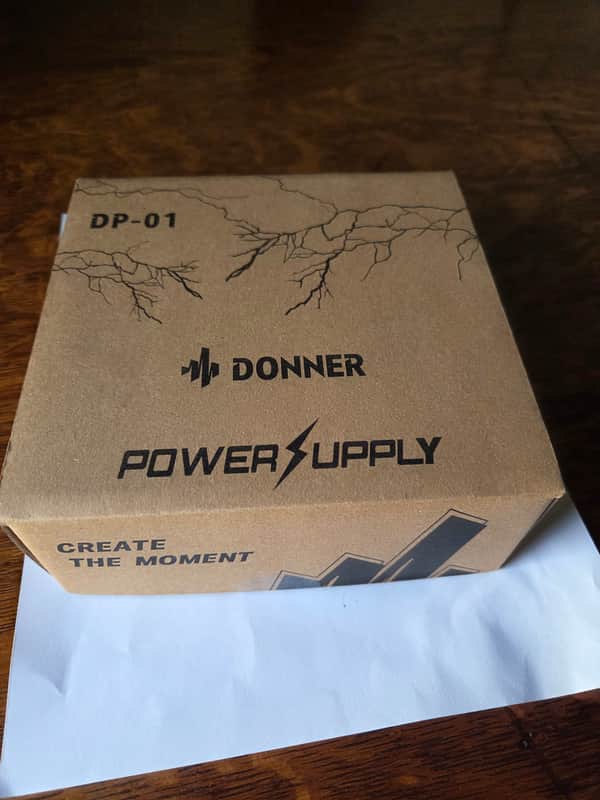 DP-01
DONNER
POWER SUPPLY
CREATE
THE MOMENT